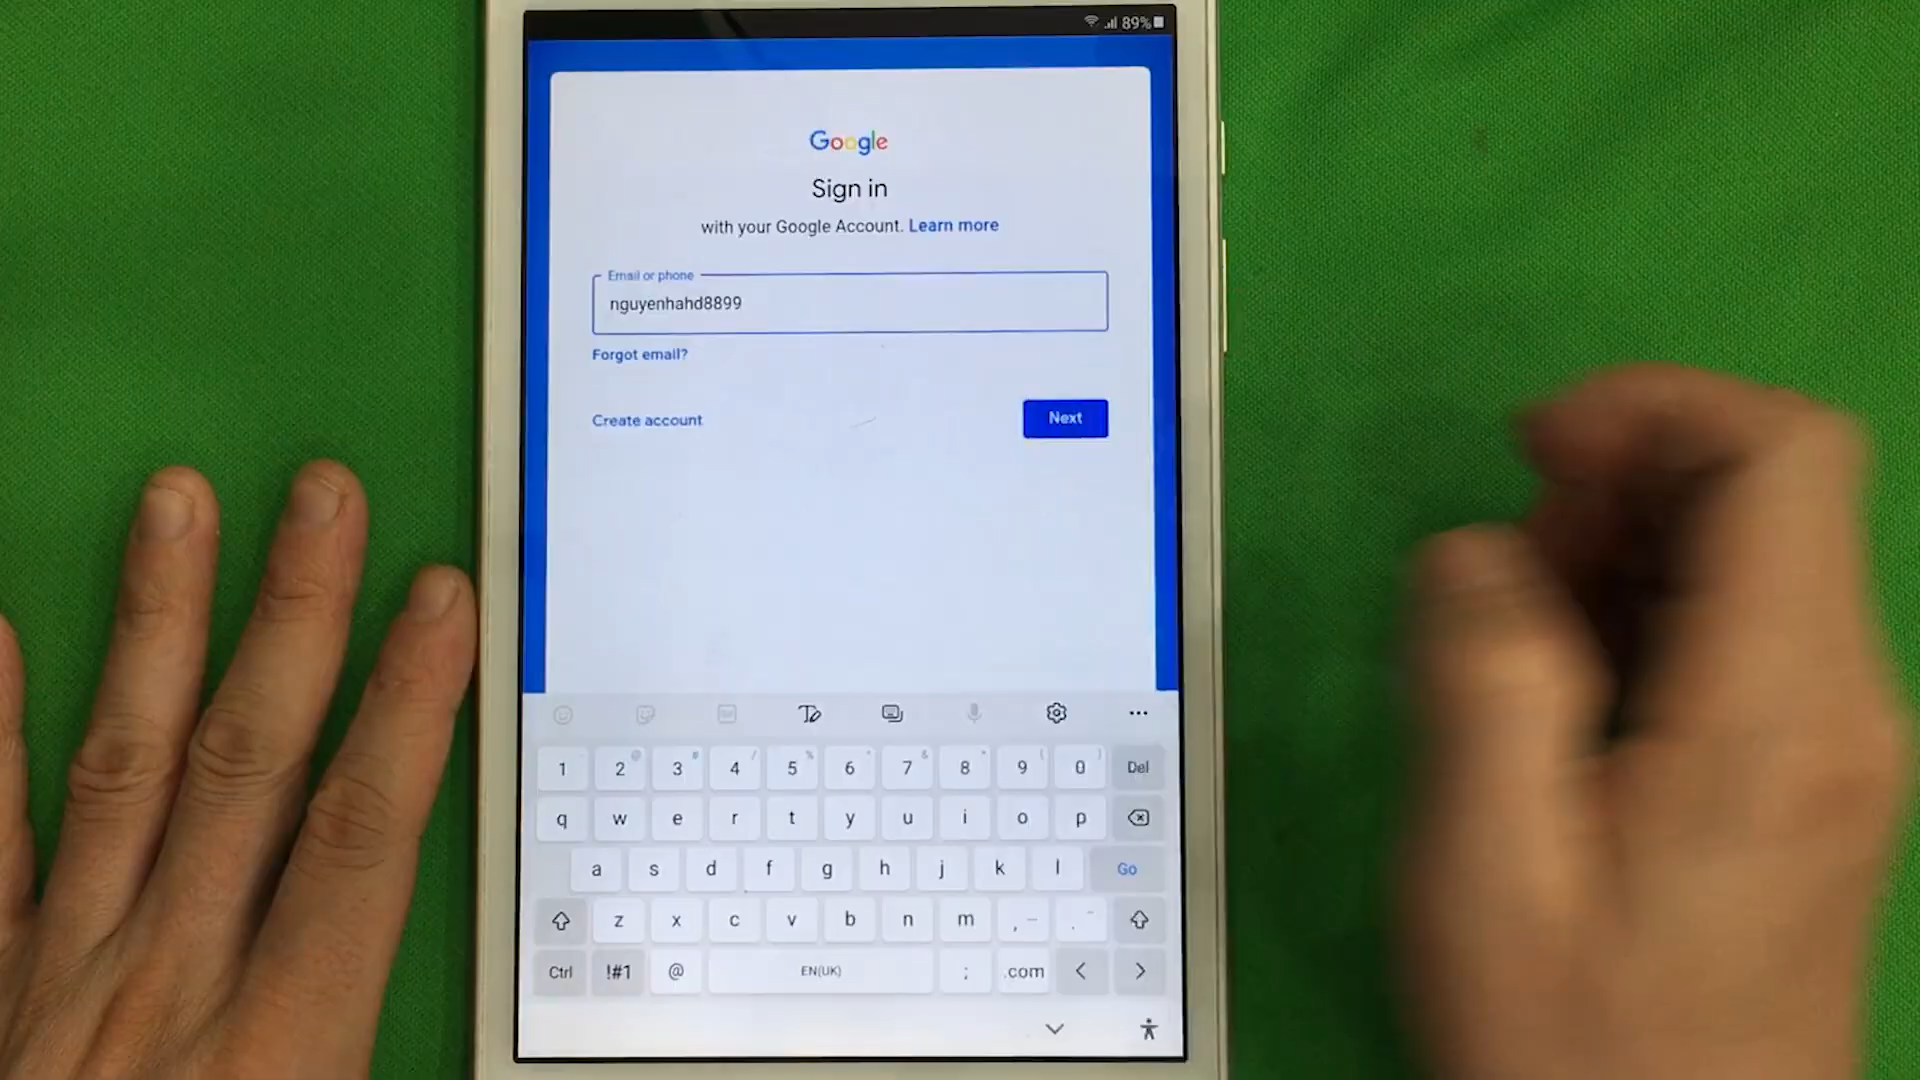 89%
Google
Sign in
with your Google Account. Learn more
Email or phone
nguyenhahd8899
Forgot email?
Create account
Next
1 2 3 4 5 6 7 8 9 0 Del
q w e r t y u i o p
a s d f g h j k l Go
z x c v b n m , .
Ctrl !#1 @ EN(UK) ; .com < >